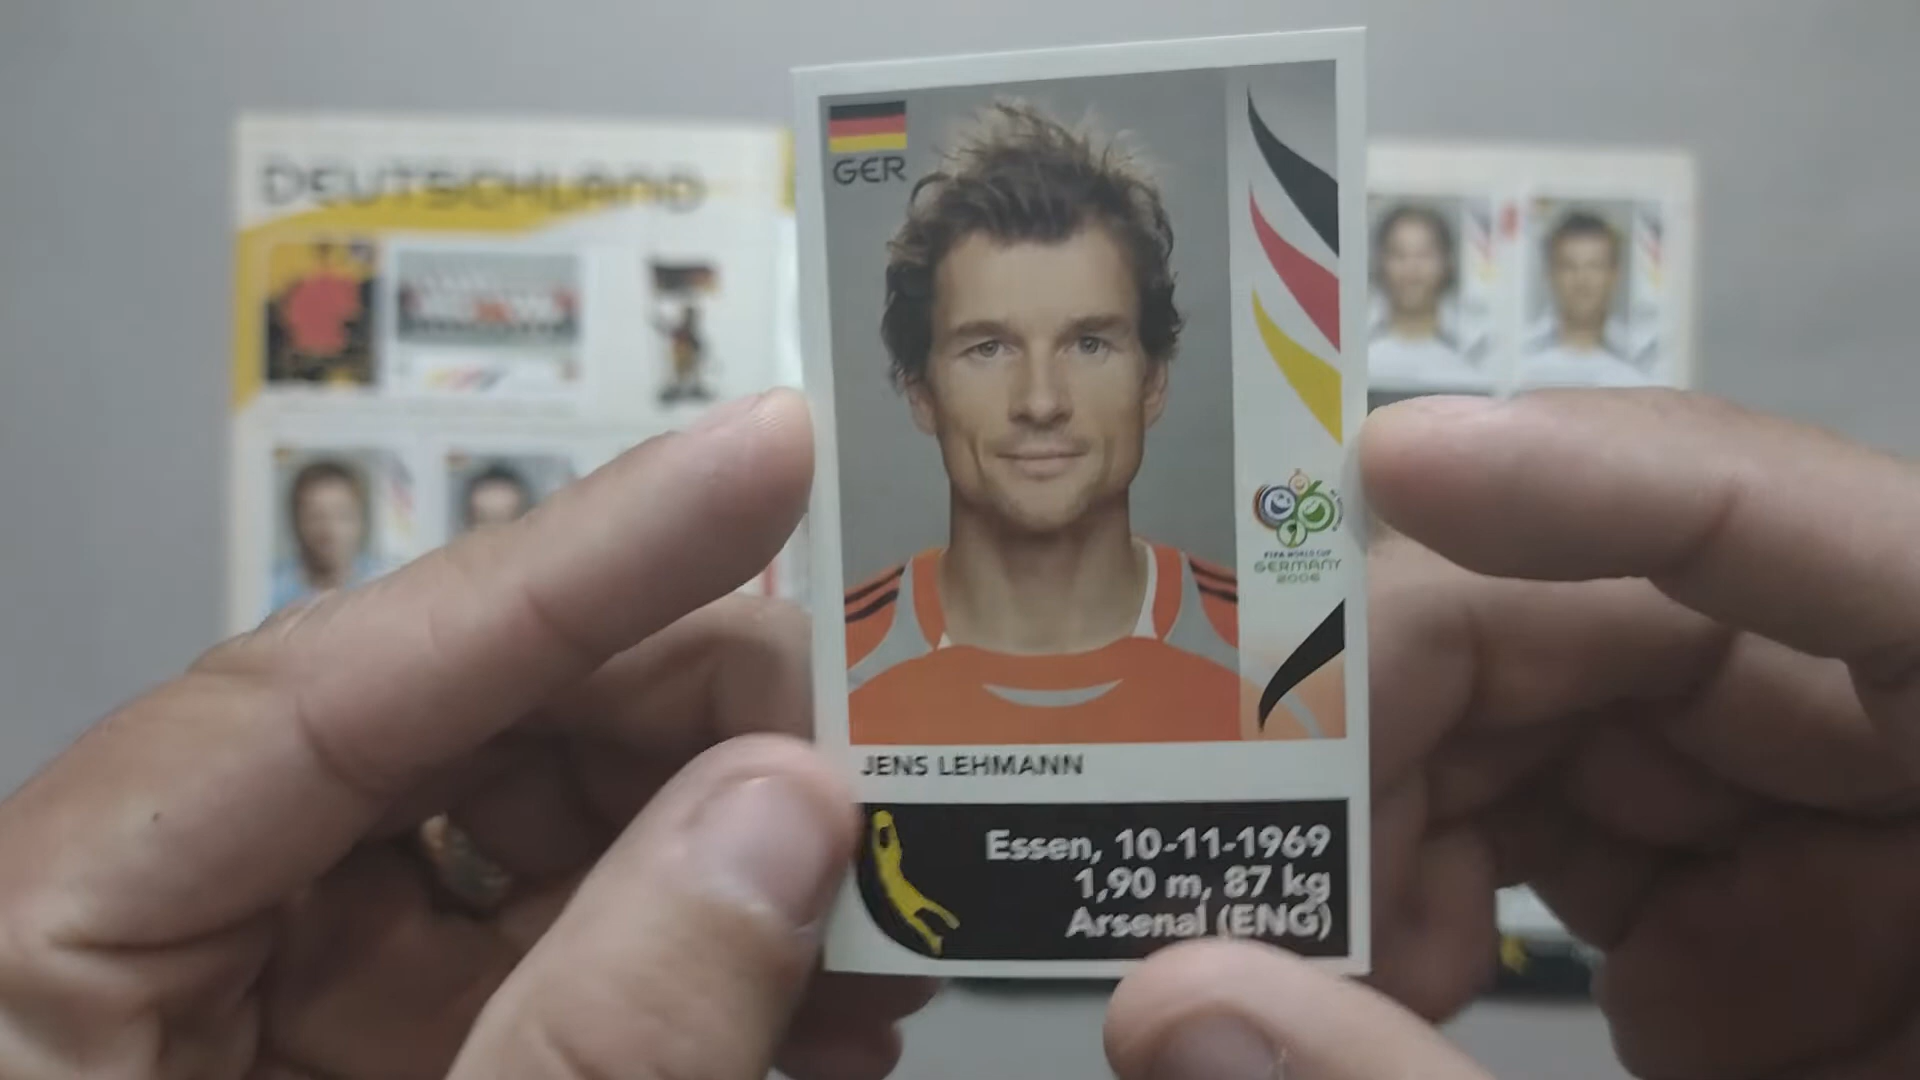 DEUTSCHLAND
GER
FIFA WORLD CUP
GERMANY
2006
JENS LEHMANN
Essen, 10-11-1969
1,90 m, 87 kg
Arsenal (ENG)